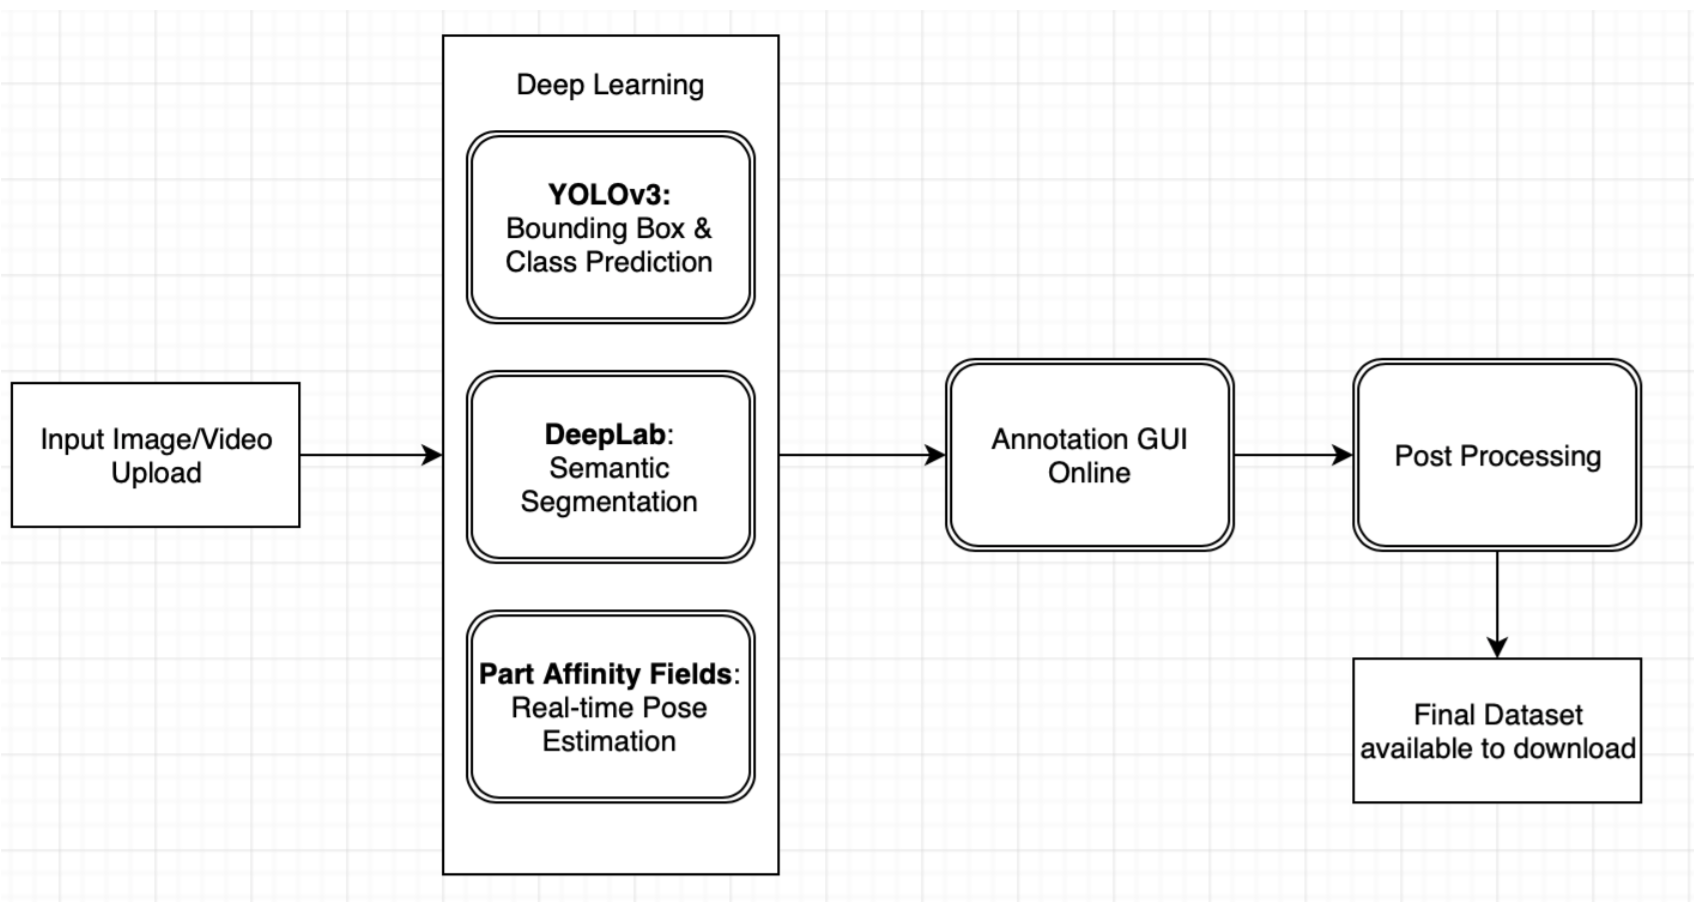 Input Image/Video
Upload
Deep Learning
YOLOv3:
Bounding Box &
Class Prediction
DeepLab:
Semantic
Segmentation
Part Affinity Fields:
Real-time Pose
Estimation
Annotation GUI
Online
Post Processing
Final Dataset
available to download